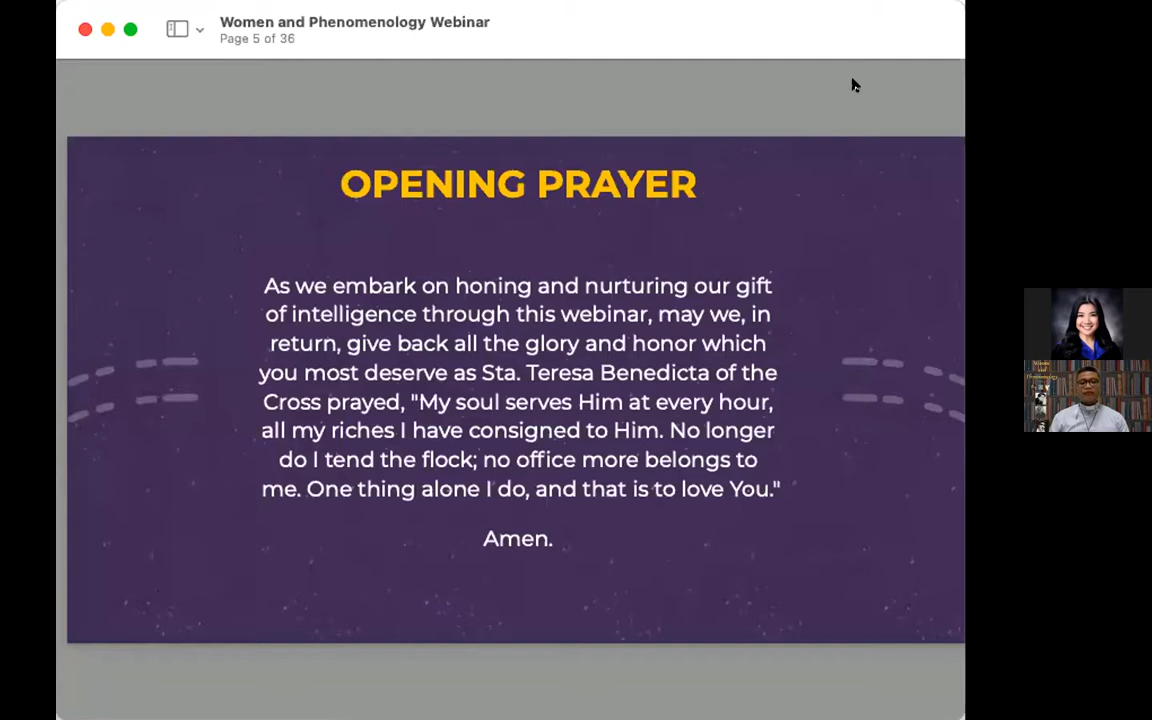 Women and Phenomenology Webinar
Page 5 of 36
OPENING PRAYER
As we embark on honing and nurturing our gift
of intelligence through this webinar, may we, in
return, give back all the glory and honor which
you most deserve as Sta. Teresa Benedicta of the
Cross prayed, "My soul serves Him at every hour,
all my riches I have consigned to Him. No longer
do I tend the flock; no office more belongs to
me. One thing alone I do, and that is to love You."
Amen.